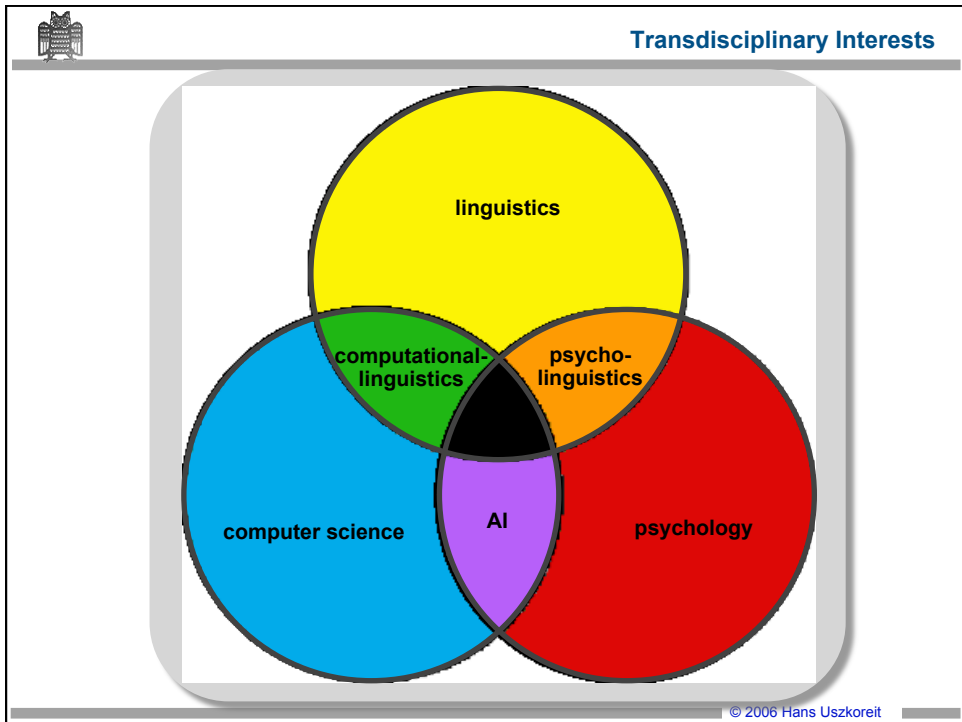 Transdisciplinary Interests
linguistics
computational-
linguistics
psycho-
linguistics
computer science
AI
psychology
© 2006 Hans Uszkoreit